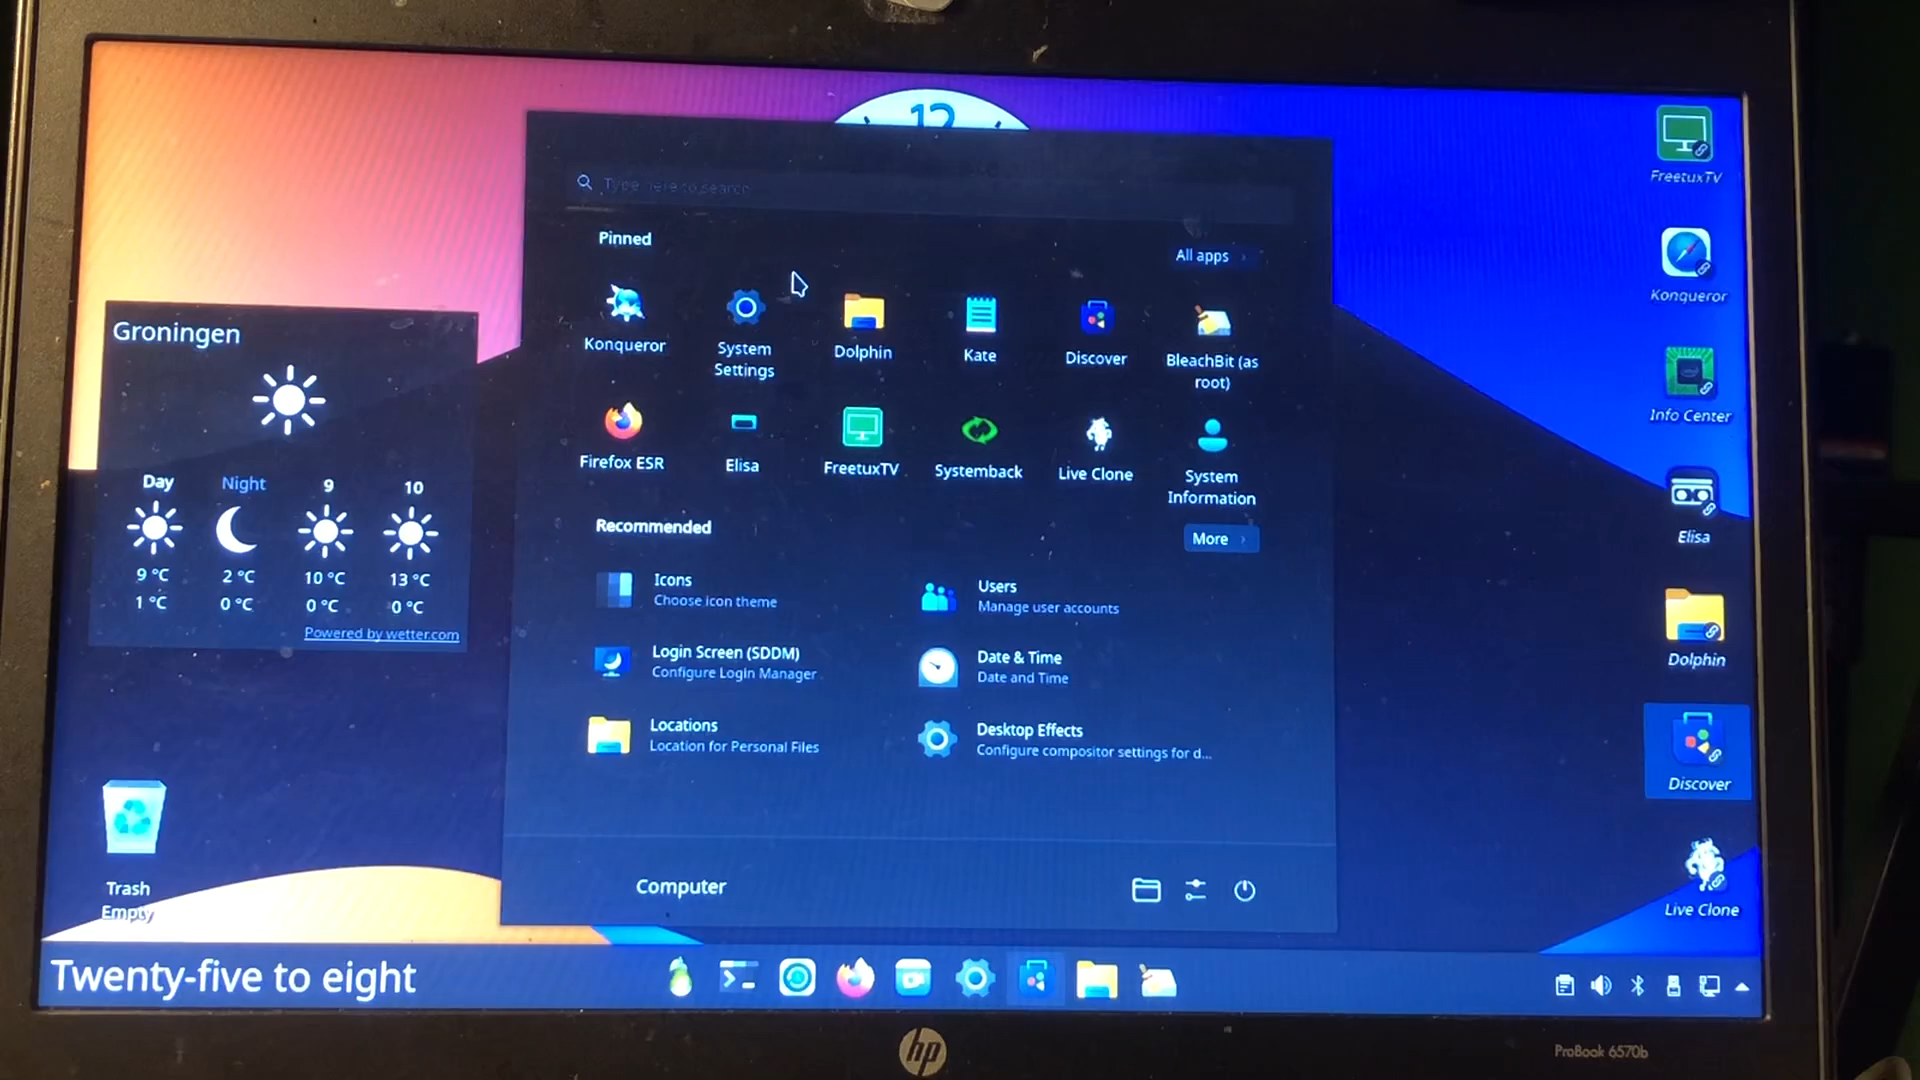 12
FreetuxTV
Type here to search
Pinned
All apps
Konqueror
Konqueror
System
Settings
Dolphin
Kate
Discover
BleachBit (as
root)
Groningen
Info Center
Firefox ESR
Elisa
FreetuxTV
Systemback
Live Clone
System
Information
Day
Night
9
10
Recommended
More
Elisa
9 °C
2 °C
10 °C
13 °C
1 °C
0 °C
0 °C
0 °C
Powered by wetter.com
Icons
Choose icon theme
Users
Manage user accounts
Login Screen (SDDM)
Configure Login Manager
Date & Time
Date and Time
Dolphin
Locations
Location for Personal Files
Desktop Effects
Configure compositor settings for d...
Discover
Trash
Empty
Computer
Live Clone
Twenty-five to eight
hp
ProBook 6570b